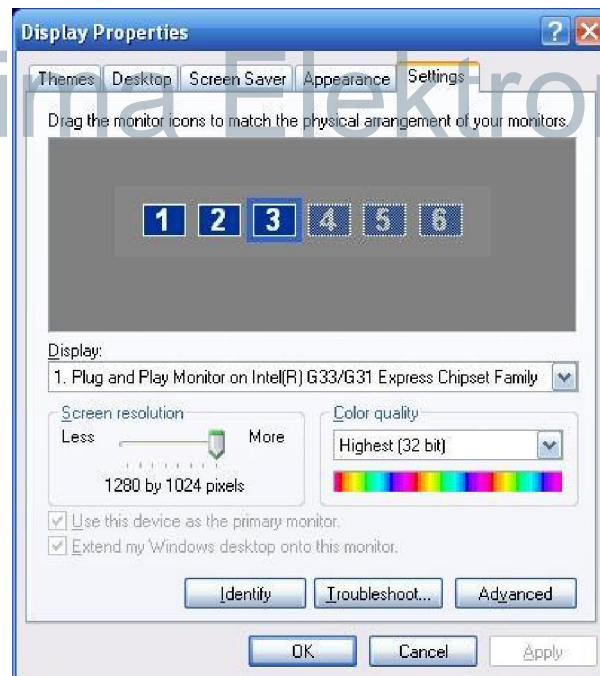 Display Properties
Themes Desktop Screen Saver Appearance Settings
Drag the monitor icons to match the physical arrangement of your monitors.
1 2 3 4 5 6
Display:
1. Plug and Play Monitor on Intel(R) G33/G31 Express Chipset Family
Screen resolution
Less More
1280 by 1024 pixels
Color quality
Highest (32 bit)
Use this device as the primary monitor.
Extend my Windows desktop onto this monitor.
Identify Troubleshoot... Advanced
OK Cancel Apply